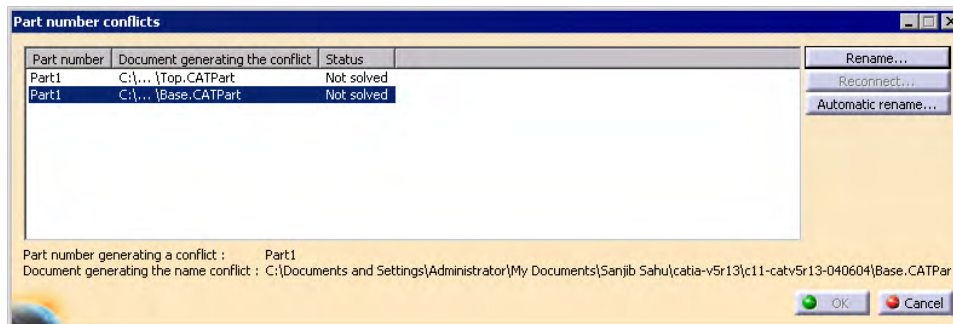 Part number conflicts
Part number Document generating the conflict Status
Part1 C:\... \Top.CATPart Not solved
Part1 C:\... \Base.CATPart Not solved
Rename...
Reconnect...
Automatic rename...
Part number generating a conflict : Part1
Document generating the name conflict : C:\Documents and Settings\Administrator\My Documents\Sanjib Sahu\catia-v5r13\c11-catv5r13-040604\Base.CATPar
OK Cancel